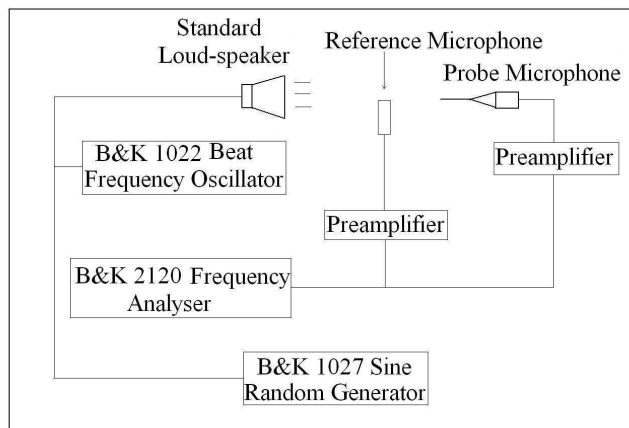 Standard
Loud-speaker
Reference Microphone
Probe Microphone
B&K 1022 Beat
Frequency Oscillator
Preamplifier
Preamplifier
B&K 2120 Frequency
Analyser
B&K 1027 Sine
Random Generator